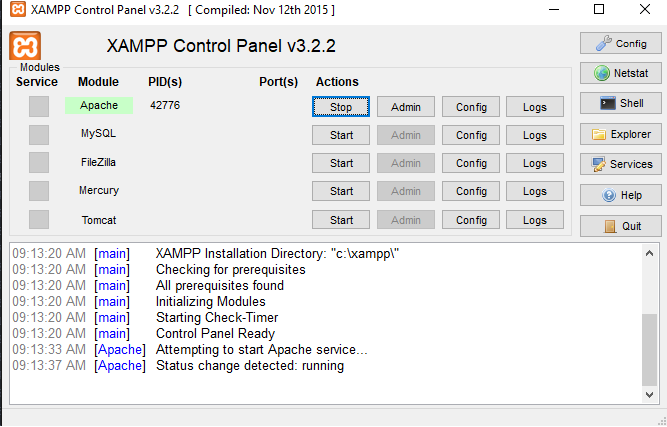 XAMPP Control Panel v3.2.2 [ Compiled: Nov 12th 2015 ]
XAMPP Control Panel v3.2.2
Config
Modules
Service Module PID(s) Port(s) Actions
Netstat
Apache 42776 Stop Admin Config Logs
Shell
MySQL Start Admin Config Logs
Explorer
FileZilla Start Admin Config Logs
Services
Mercury Start Admin Config Logs
Help
Tomcat Start Admin Config Logs
Quit
09:13:20 AM [main] XAMPP Installation Directory: "c:\xampp\"
09:13:20 AM [main] Checking for prerequisites
09:13:20 AM [main] All prerequisites found
09:13:20 AM [main] Initializing Modules
09:13:20 AM [main] Starting Check-Timer
09:13:20 AM [main] Control Panel Ready
09:13:33 AM [Apache] Attempting to start Apache service...
09:13:37 AM [Apache] Status change detected: running